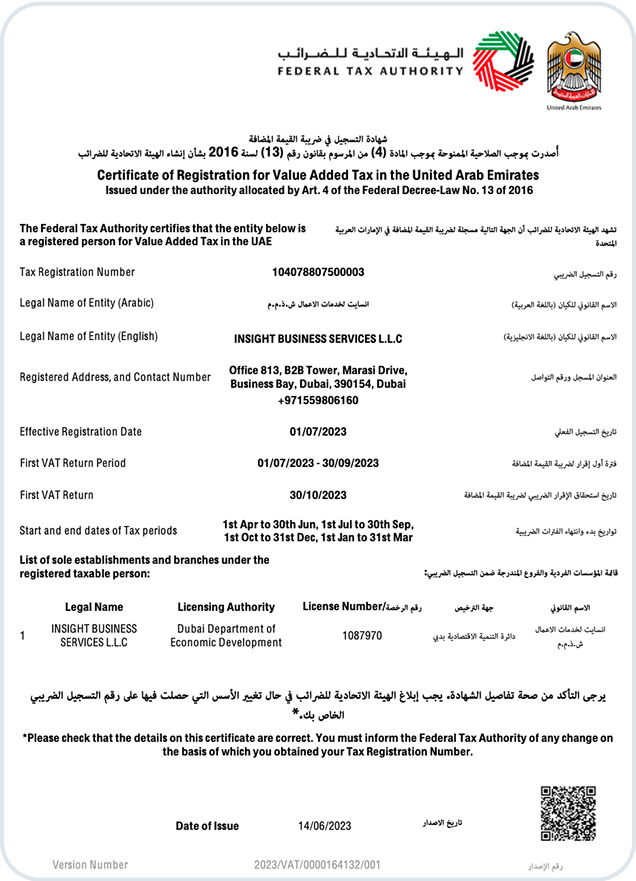 الهيئة الاتحادية للضرائب
FEDERAL TAX AUTHORITY
United Arab Emirates
شهادة التسجيل في ضريبة القيمة المضافة
أُصدرت بموجب الصلاحية الممنوحة بموجب المادة (4) من المرسوم بقانون رقم (13) لسنة 2016 بشأن إنشاء الهيئة الاتحادية للضرائب
Certificate of Registration for Value Added Tax in the United Arab Emirates
Issued under the authority allocated by Art. 4 of the Federal Decree-Law No. 13 of 2016
The Federal Tax Authority certifies that the entity below is
a registered person for Value Added Tax in the UAE
تشهد الهيئة الاتحادية للضرائب أن الجهة التالية مسجلة لضريبة القيمة المضافة في الإمارات العربية
المتحدة
Tax Registration Number 104078807500003 رقم التسجيل الضريبي
Legal Name of Entity (Arabic) انسايت لخدمات الاعمال ش.ذ.م.م الاسم القانوني للكيان (باللغة العربية)
Legal Name of Entity (English) INSIGHT BUSINESS SERVICES L.L.C الاسم القانوني للكيان (باللغة الانجليزية)
Registered Address, and Contact Number Office 813, B2B Tower, Marasi Drive, العنوان المسجل ورقم التواصل
Business Bay, Dubai, 390154, Dubai
+971559806160
Effective Registration Date 01/07/2023 تاريخ التسجيل الفعلي
First VAT Return Period 01/07/2023 - 30/09/2023 فترة أول إقرار لضريبة القيمة المضافة
First VAT Return 30/10/2023 تاريخ استحقاق الإقرار الضريبي لضريبة القيمة المضافة
Start and end dates of Tax periods 1st Apr to 30th Jun, 1st Jul to 30th Sep, تواريخ بدء وانتهاء الفترات الضريبية
1st Oct to 31st Dec, 1st Jan to 31st Mar
List of sole establishments and branches under the
registered taxable person:
قائمة المؤسسات الفردية والفروع المندرجة ضمن التسجيل الضريبي:
Legal Name Licensing Authority License Number/رقم الرخصة جهة الترخيص الاسم القانوني
1 INSIGHT BUSINESS Dubai Department of 1087970 دائرة التنمية الاقتصادية بدبي انسايت لخدمات الاعمال
SERVICES L.L.C Economic Development ش.ذ.م.م
يرجى التأكد من صحة تفاصيل الشهادة. يجب إبلاغ الهيئة الاتحادية للضرائب في حال تغيير الأسس التي حصلت فيها على رقم التسجيل الضريبي
الخاص بك.*
*Please check that the details on this certificate are correct. You must inform the Federal Tax Authority of any change on
the basis of which you obtained your Tax Registration Number.
Date of Issue 14/06/2023 تاريخ الاصدار
Version Number 2023/VAT/0000164132/001 رقم الإصدار